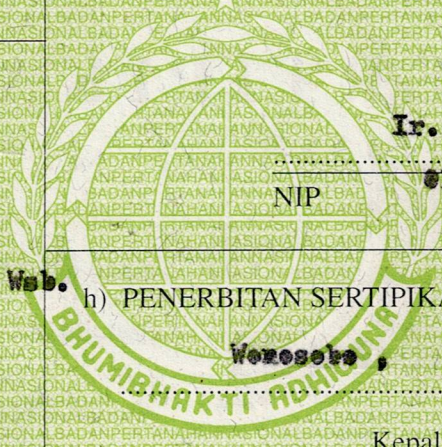 Ir.
NIP
Wsb.
h) PENERBITAN SERTIPIKA
Wonosobo ,
BHUMIBHAKTI ADHIGUNA
Kepal